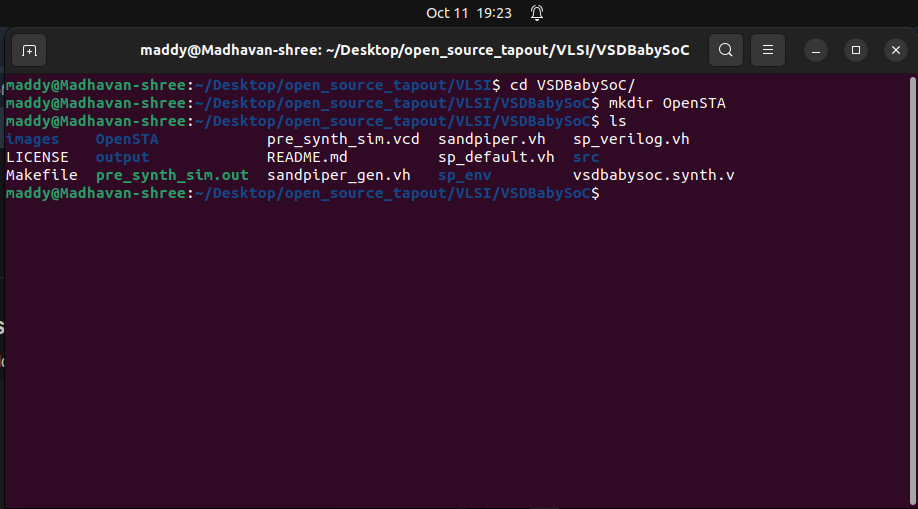 Oct 11 19:23
maddy@Madhavan-shree: ~/Desktop/open_source_tapout/VLSI/VSDBabySoC
maddy@Madhavan-shree:~/Desktop/open_source_tapout/VLSI$ cd VSDBabySoC/
maddy@Madhavan-shree:~/Desktop/open_source_tapout/VLSI/VSDBabySoC$ mkdir OpenSTA
maddy@Madhavan-shree:~/Desktop/open_source_tapout/VLSI/VSDBabySoC$ ls
images OpenSTA pre_synth_sim.vcd sandpiper.vh sp_verilog.vh
LICENSE output README.md sp_default.vh src
Makefile pre_synth_sim.out sandpiper_gen.vh sp_env vsdbabysoc.synth.v
maddy@Madhavan-shree:~/Desktop/open_source_tapout/VLSI/VSDBabySoC$